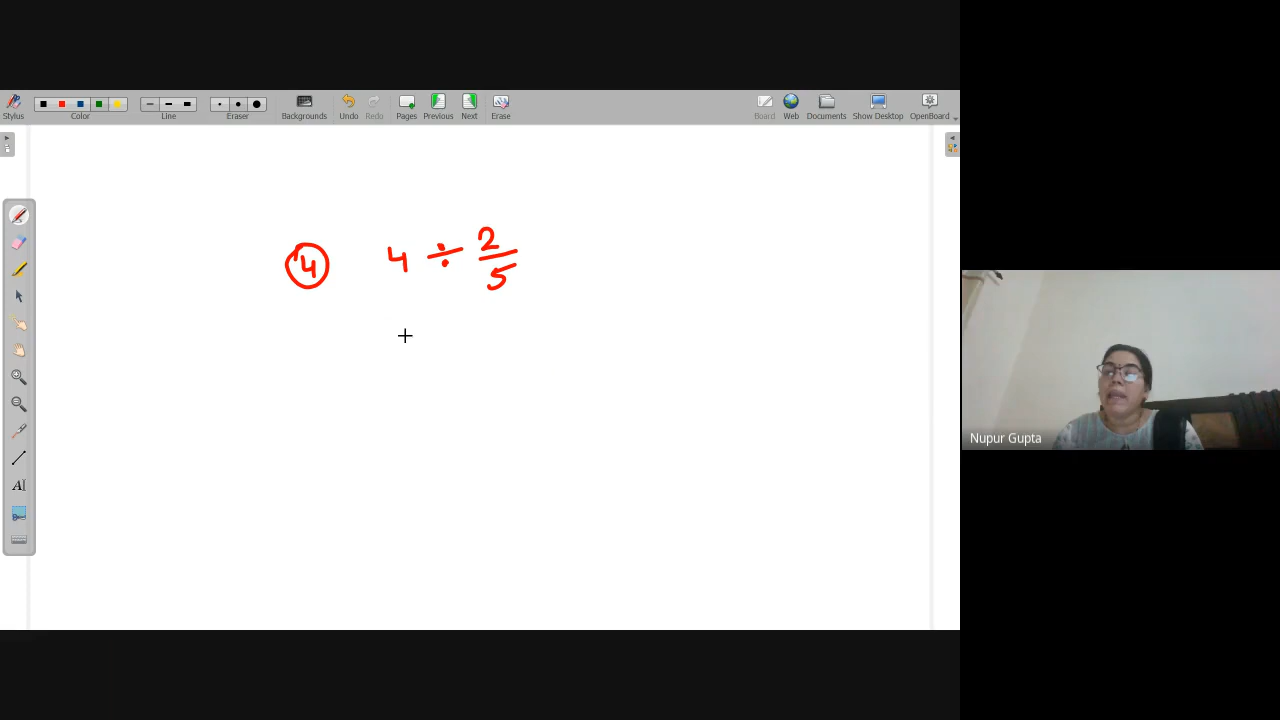 Stylus Color Line Eraser Backgrounds Undo Redo Pages Previous Next Erase Board Web Documents Show Desktop OpenBoard
④ 4 ÷ 2/5
AI
Nupur Gupta